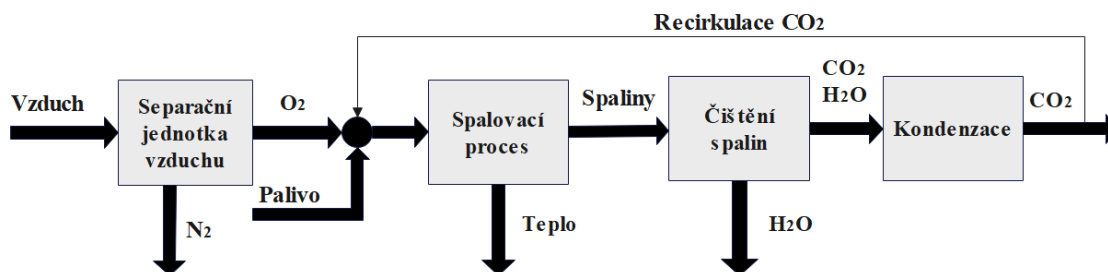 Recirkulace CO2
Vzduch
Separační
jednotka
vzduchu
O2
Palivo
N2
Spalovací
proces
Teplo
Spaliny
Čištění
spalin
H2O
CO2
H2O
Kondenzace
CO2